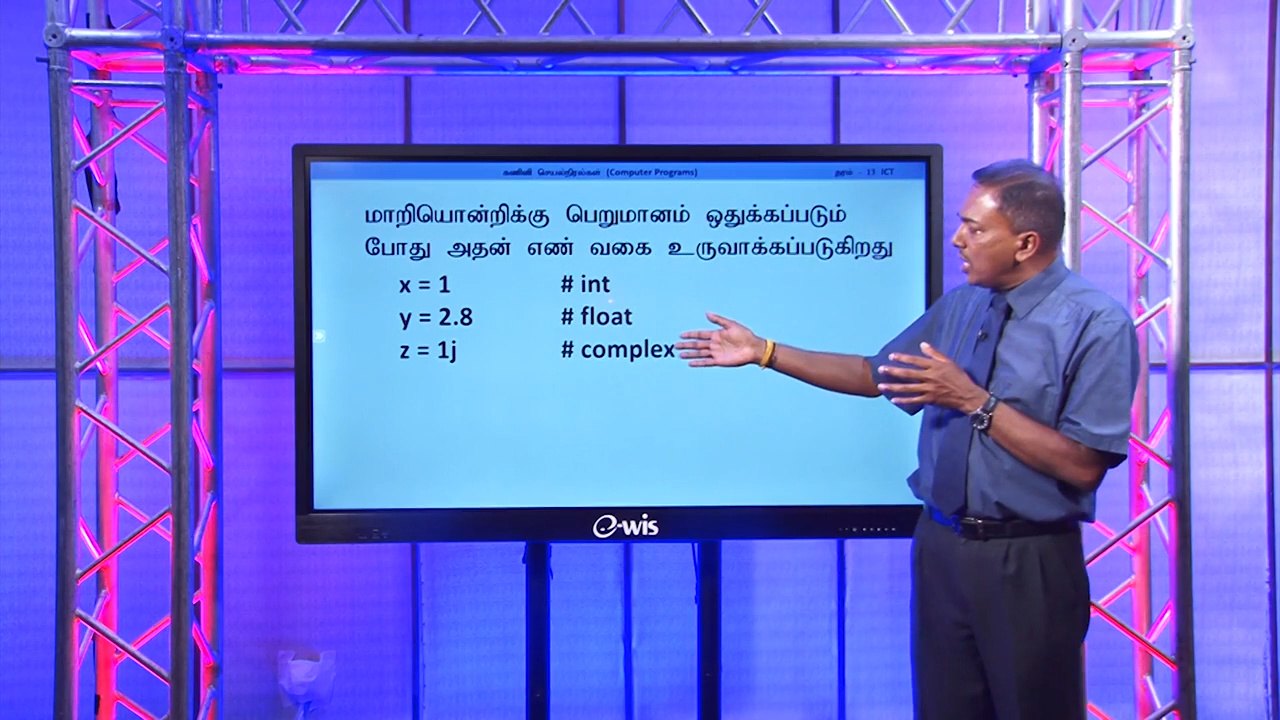 கணினி செயல்நிரல்கள் (Computer Programs) தரம் - 13 ICT
மாறியொன்றிக்கு பெறுமானம் ஒதுக்கப்படும்
போது அதன் எண் வகை உருவாக்கப்படுகிறது
x = 1 # int
y = 2.8 # float
z = 1j # complex
e-wis